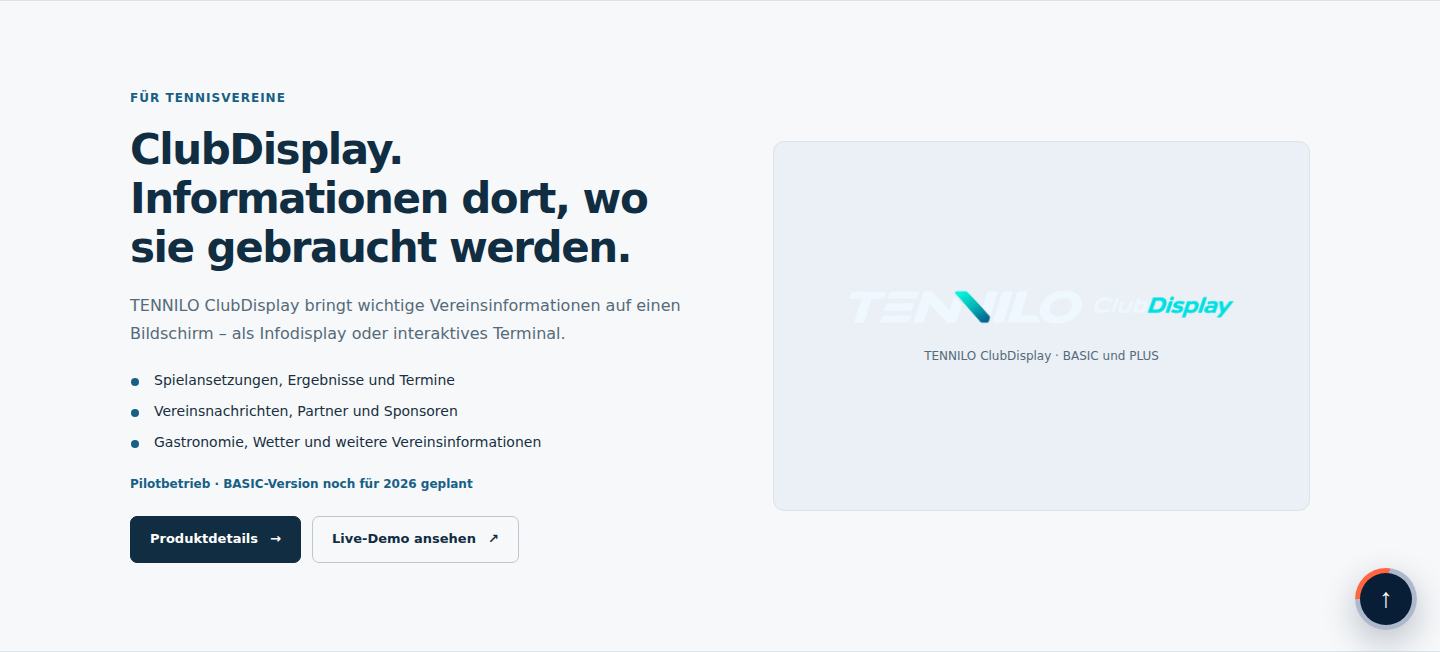 FÜR TENNISVEREINE
ClubDisplay.
Informationen dort, wo
sie gebraucht werden.
TENNILO ClubDisplay bringt wichtige Vereinsinformationen auf einen
Bildschirm – als Infodisplay oder interaktives Terminal.
Spielansetzungen, Ergebnisse und Termine
Vereinsnachrichten, Partner und Sponsoren
Gastronomie, Wetter und weitere Vereinsinformationen
Pilotbetrieb · BASIC-Version noch für 2026 geplant
Produktdetails →
Live-Demo ansehen ↗
TENNILO ClubDisplay
TENNILO ClubDisplay · BASIC und PLUS
↑